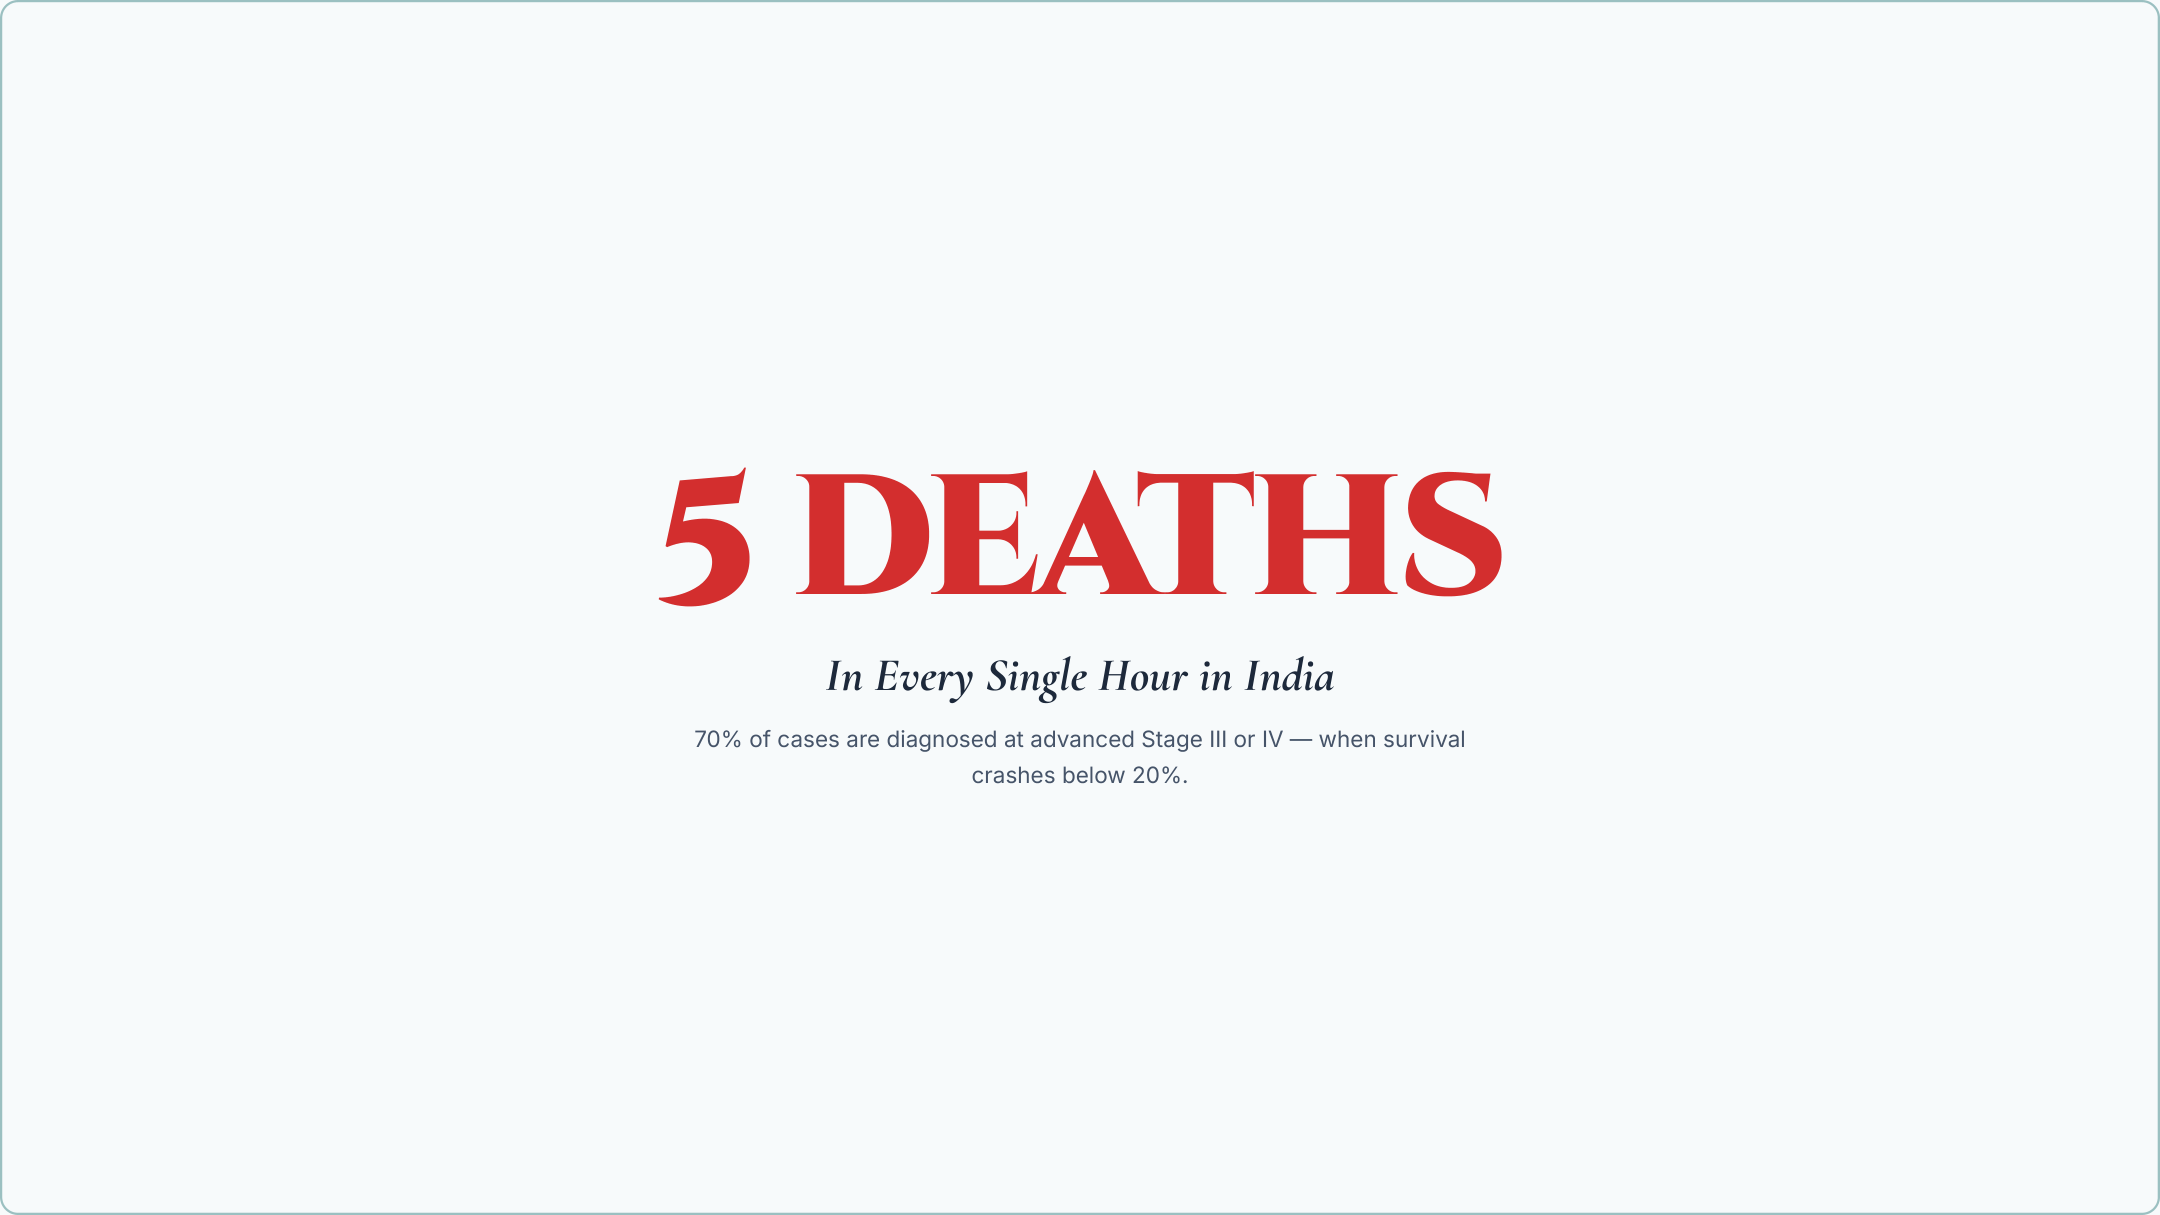 5 DEATHS
In Every Single Hour in India
70% of cases are diagnosed at advanced Stage III or IV — when survival
crashes below 20%.